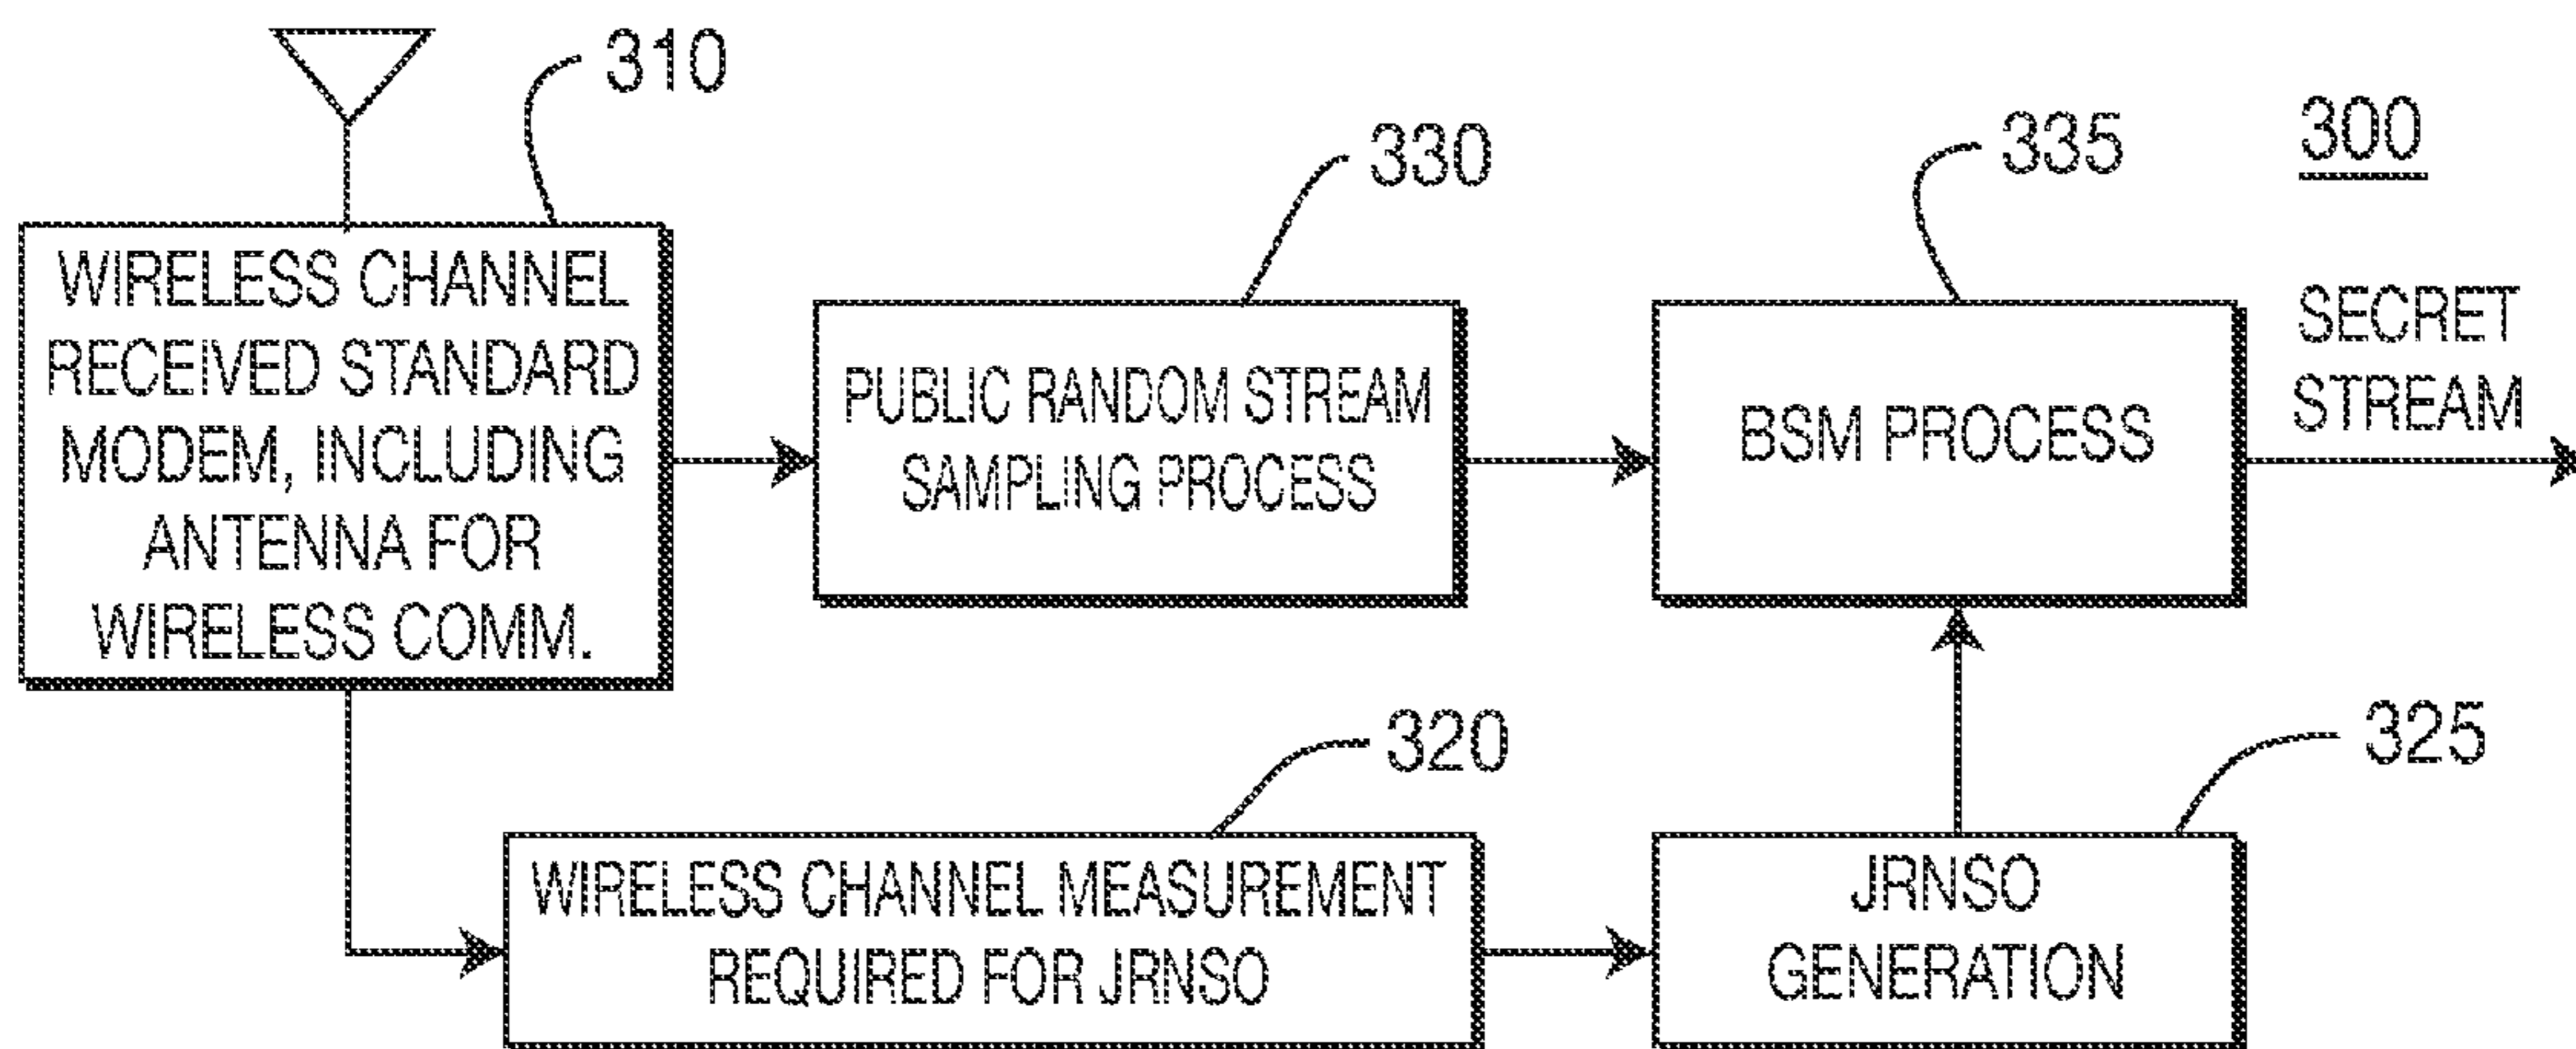 310
330
335
300
WIRELESS CHANNEL
RECEIVED STANDARD
MODEM, INCLUDING
ANTENNA FOR
WIRELESS COMM.
PUBLIC RANDOM STREAM
SAMPLING PROCESS
BSM PROCESS
SECRET
STREAM
320
325
WIRELESS CHANNEL MEASUREMENT
REQUIRED FOR JRNSO
JRNSO
GENERATION